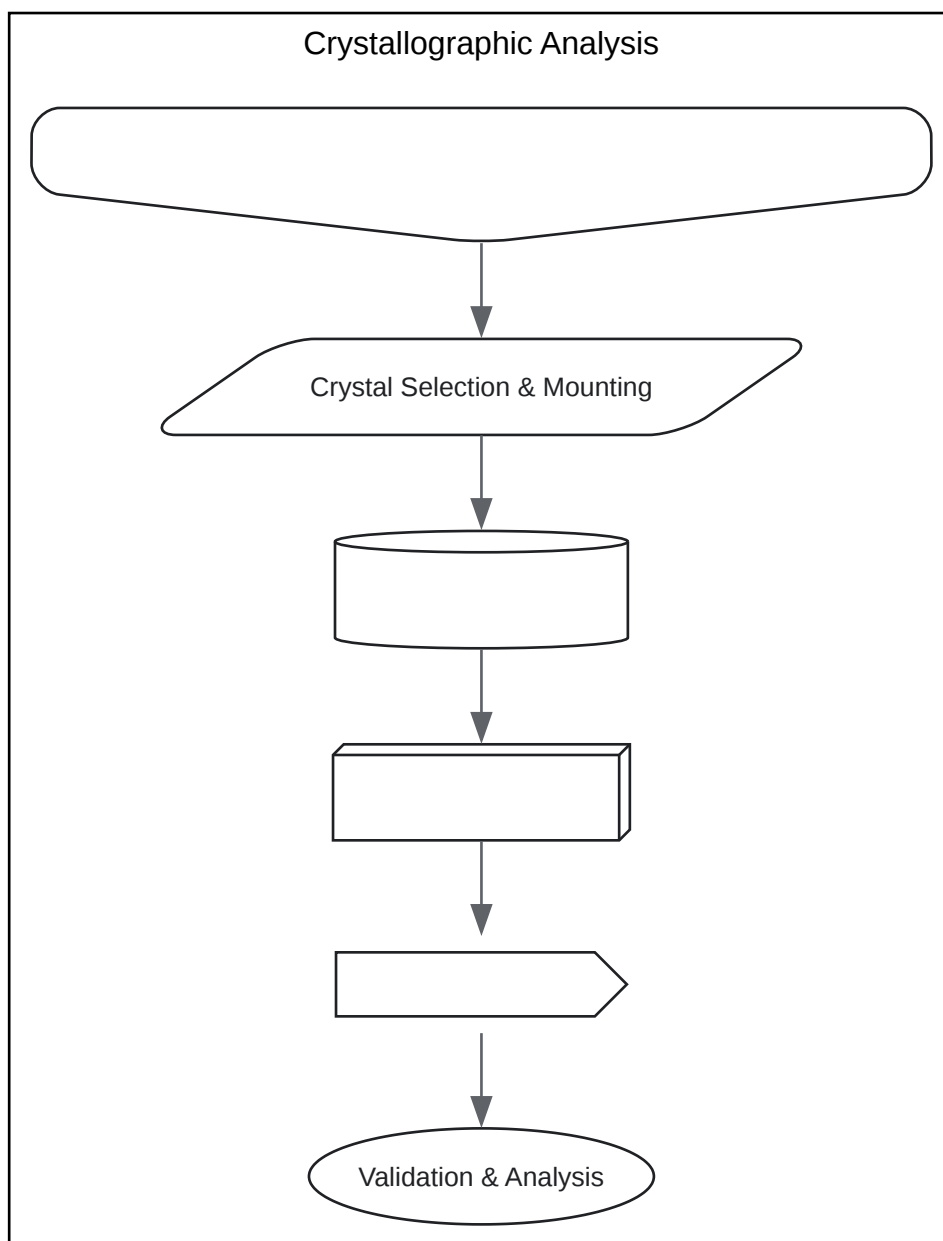 Crystallographic Analysis
Crystal Selection & Mounting
Validation & Analysis